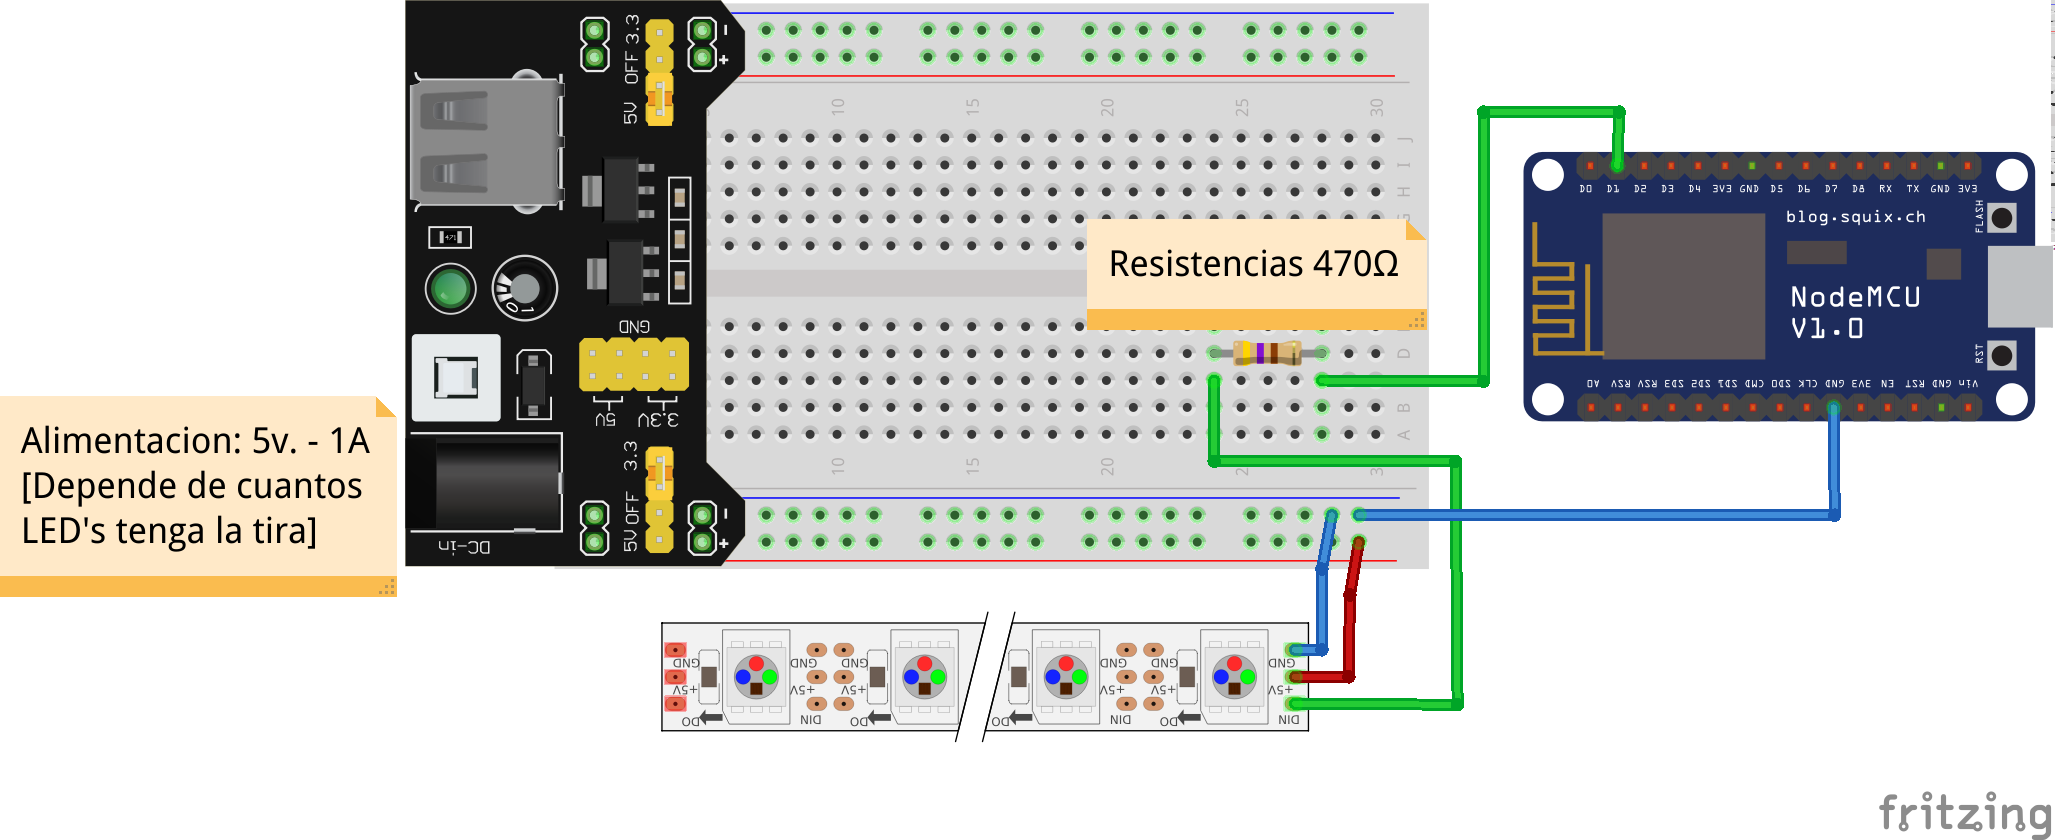 Alimentacion: 5v. - 1A
[Depende de cuantos
LED's tenga la tira]
Resistencias 470Ω
5V OFF 3.3
-
+
471
0 1
GND
5V
3.3V
5V OFF 3.3
-
+
DC-in
10 15 20 25 30
J
I
H
G
D
B
A
10 15 20
D0 D1 D2 D3 D4 3V3 GND D5 D6 D7 D8 RX TX GND 3V3
blog.squix.ch
FLASH
NodeMCU
V1.0
RST
A0 RSV RSV SD3 SD2 SD1 CMD SD0 CLK GND 3V3 EN RST GND Vin
GND GND GND GND GND GND
+5V +5V +5V +5V +5V +5V
DO DIN DO DO DIN DO DIN
fritzing